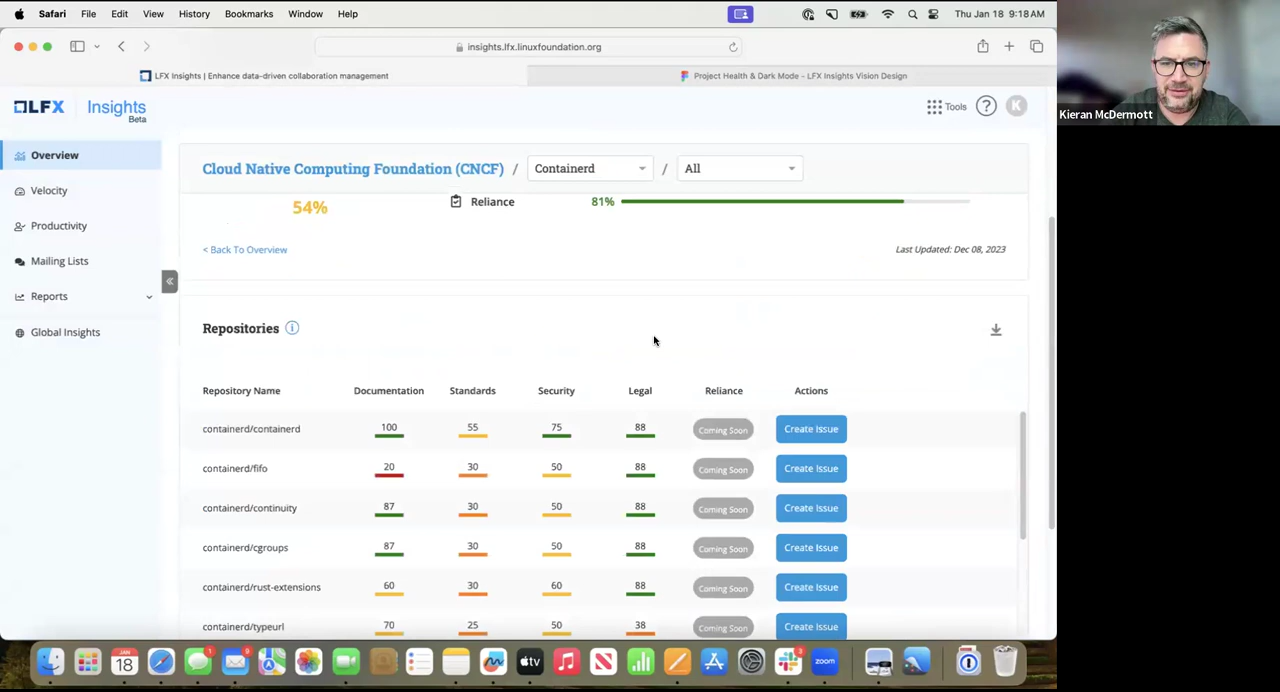 Safari File Edit View History Bookmarks Window Help Thu Jan 18 9:18 AM
insights.lfx.linuxfoundation.org
LFX Insights | Enhance data-driven collaboration management
Project Health & Dark Mode - LFX Insights Vision Design
Kieran McDermott
LFX Insights
Beta
Tools ? K
Overview
Velocity
Productivity
Mailing Lists
Reports
Global Insights
Cloud Native Computing Foundation (CNCF) / Containerd / All
54% Reliance 81%
< Back To Overview Last Updated: Dec 08, 2023
Repositories i
Repository Name Documentation Standards Security Legal Reliance Actions
containerd/containerd 100 55 75 88 Coming Soon Create Issue
containerd/fifo 20 30 50 88 Coming Soon Create Issue
containerd/continuity 87 30 50 88 Coming Soon Create Issue
containerd/cgroups 87 30 50 88 Coming Soon Create Issue
containerd/rust-extensions 60 30 60 88 Coming Soon Create Issue
containerd/typeurl 70 25 50 38 Coming Soon Create Issue
JAN
18
1
9
tv
zoom
3